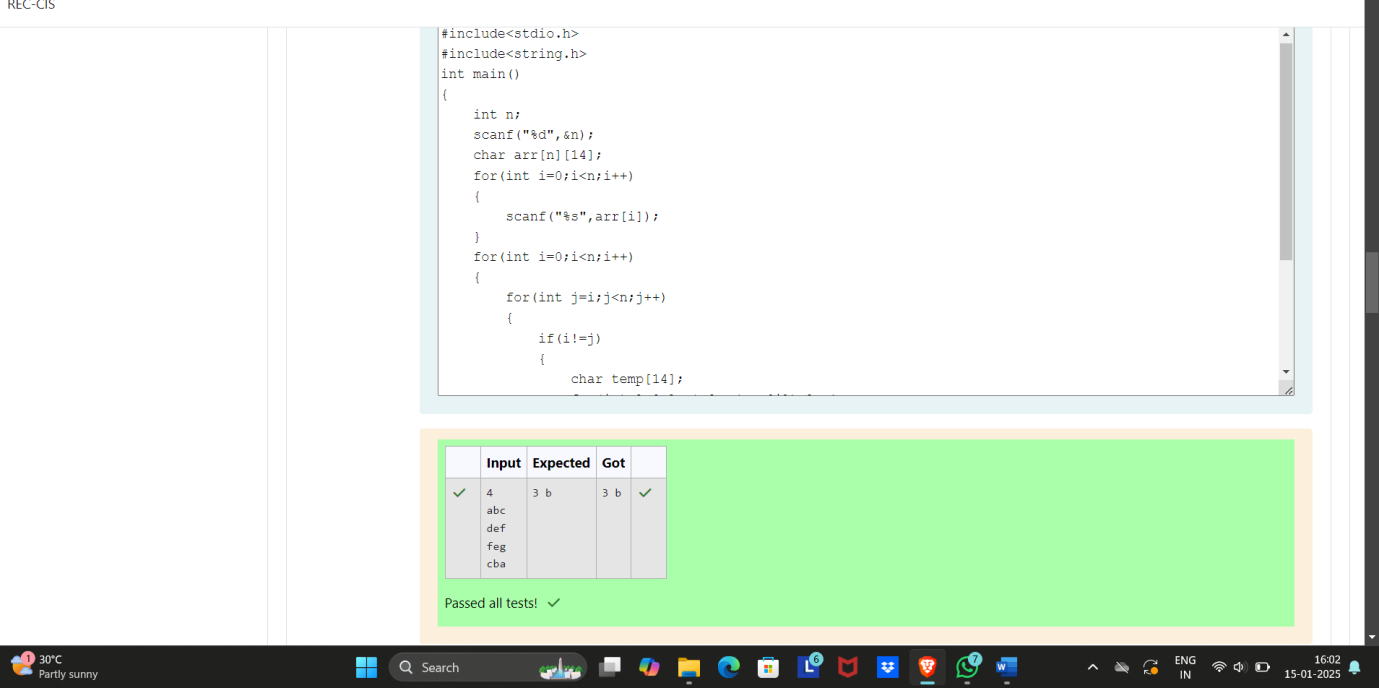 REC-CIS
#include<stdio.h>
#include<string.h>
int main()
{
    int n;
    scanf("%d",&n);
    char arr[n][14];
    for(int i=0;i<n;i++)
    {
        scanf("%s",arr[i]);
    }
    for(int i=0;i<n;i++)
    {
        for(int j=i;j<n;j++)
        {
            if(i!=j)
            {
                char temp[14];
Input Expected Got
4 3 b 3 b
abc
def
feg
cba
Passed all tests!
1 30°C
Partly sunny
Search
6
7
ENG
IN
16:02
15-01-2025